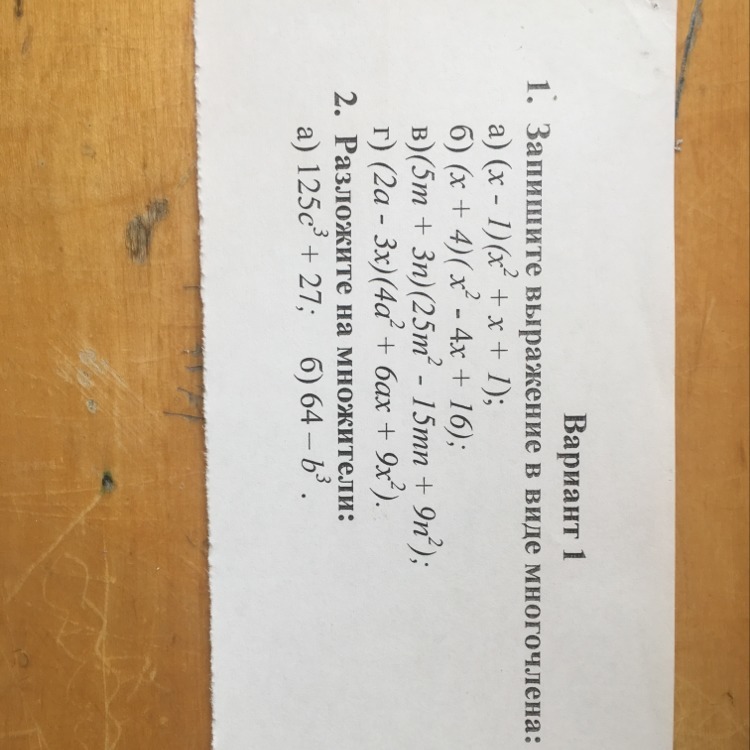 Вариант 1
1. Запишите выражение в виде многочлена:
а) (x - 1)(x² + x + 1);
б) (x + 4)( x² - 4x + 16);
в)(5m + 3n)(25m² - 15mn + 9n²);
г) (2a - 3x)(4a² + 6ax + 9x²).
2. Разложите на множители:
а) 125c³ + 27; б) 64 – b³ .